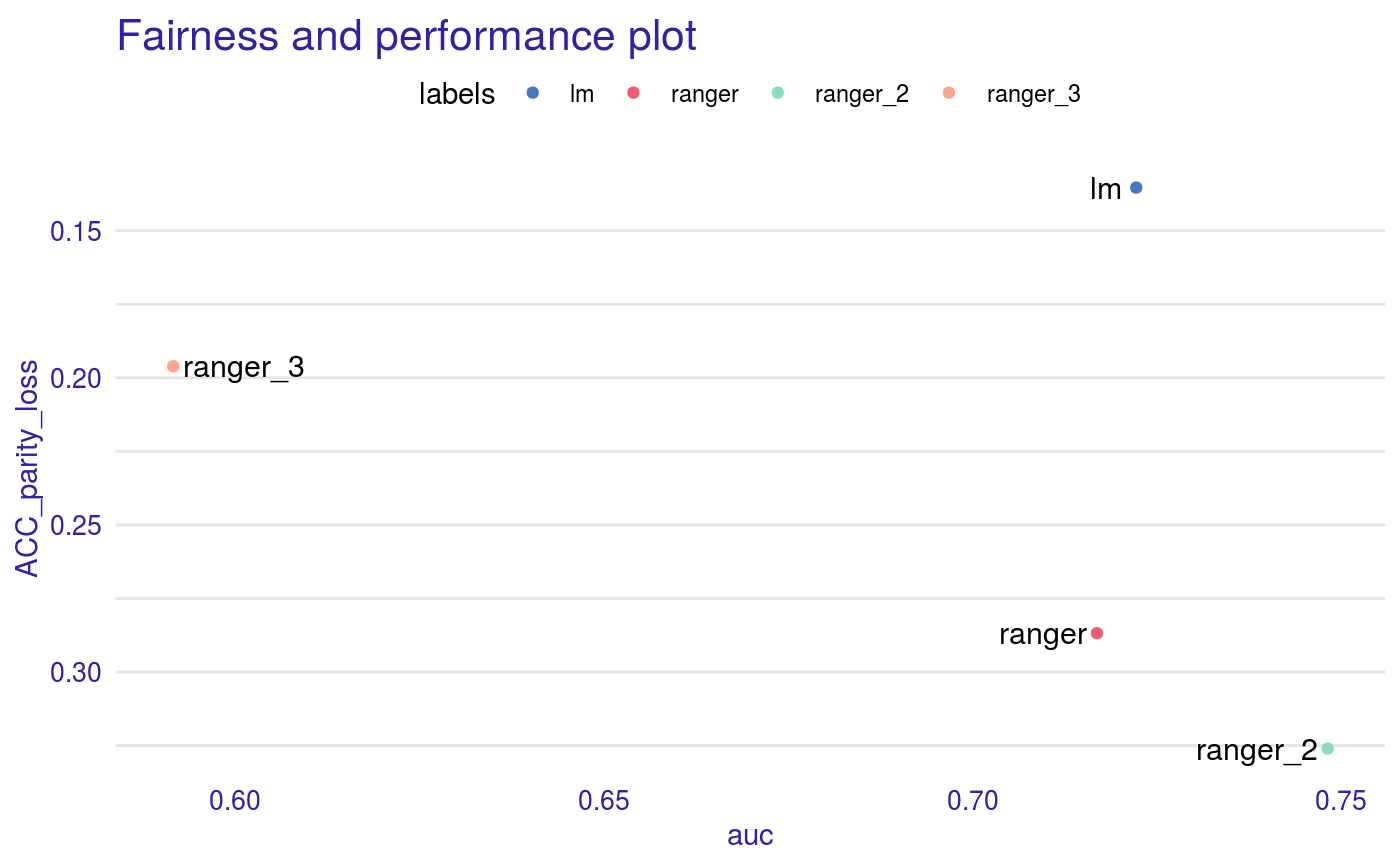 Fairness and performance plot
labels lm ranger ranger_2 ranger_3
lm
0.15
ranger_3
0.20
ACC_parity_loss
0.25
ranger
0.30
ranger_2
0.60 0.65 0.70 0.75
auc